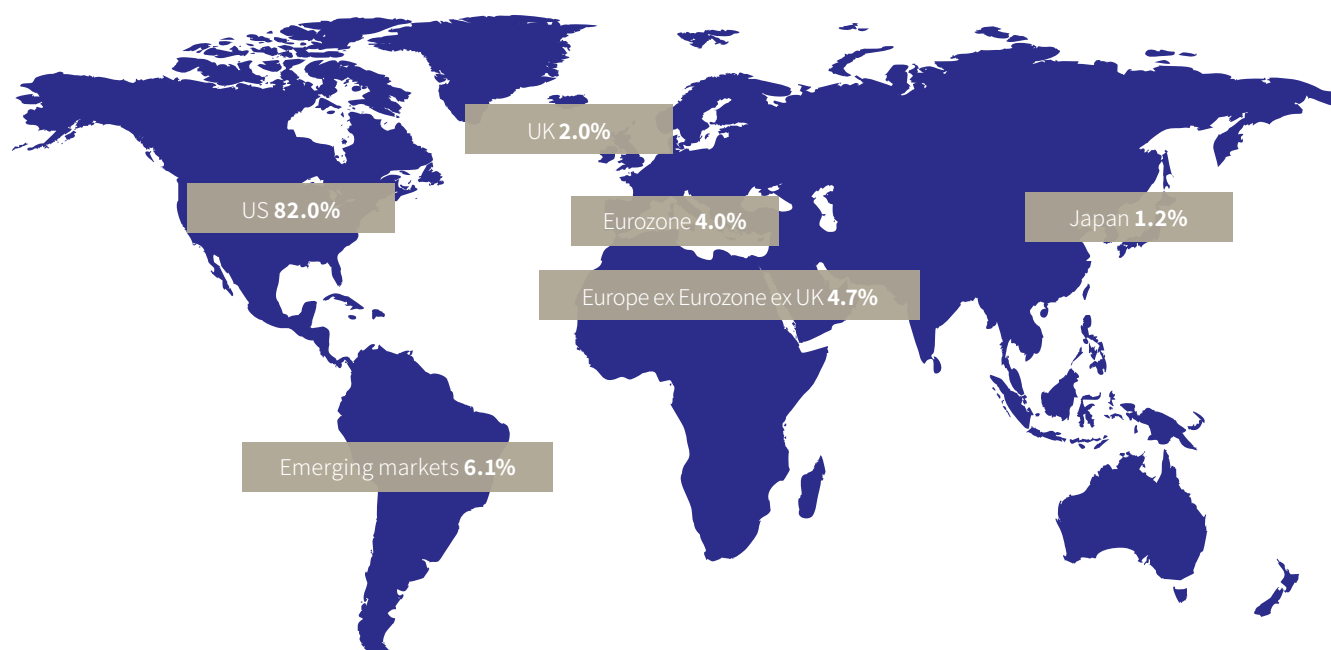 UK 2.0%
US 82.0%
Eurozone 4.0%
Japan 1.2%
Europe ex Eurozone ex UK 4.7%
Emerging markets 6.1%